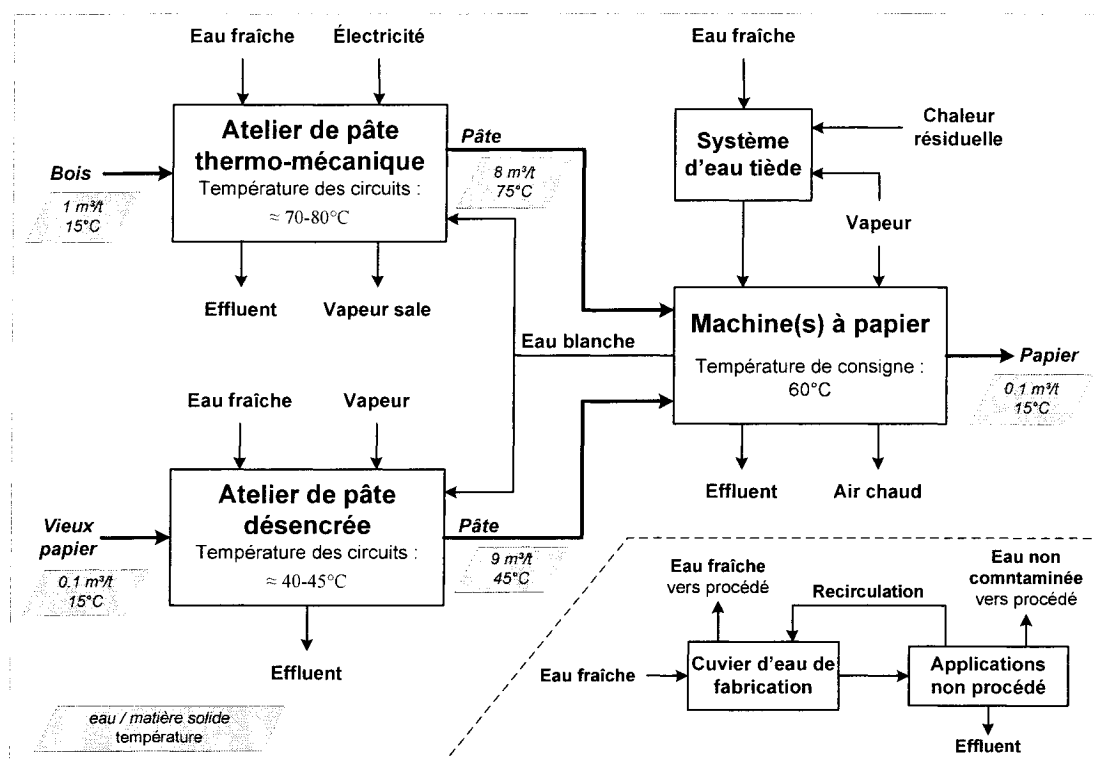 Eau fraîche
Électricité
Atelier de pâte
thermo-mécanique
Température des circuits :
≈ 70-80°C
Bois
1 m³/t
15°C
Pâte
8 m³/t
75°C
Effluent
Vapeur sale
Eau fraîche
Système
d'eau tiède
Chaleur
résiduelle
Vapeur
Eau blanche
Machine(s) à papier
Température de consigne :
60°C
Papier
0,1 m³/t
15°C
Effluent
Air chaud
Eau fraîche
Vapeur
Atelier de pâte
désencrée
Température des circuits :
≈ 40-45°C
Vieux
papier
0,1 m³/t
15°C
Pâte
9 m³/t
45°C
Effluent
eau / matière solide
température
Eau fraîche
vers procédé
Eau non
comntaminée
vers procédé
Recirculation
Eau fraîche
Cuvier d'eau de
fabrication
Applications
non procédé
Effluent